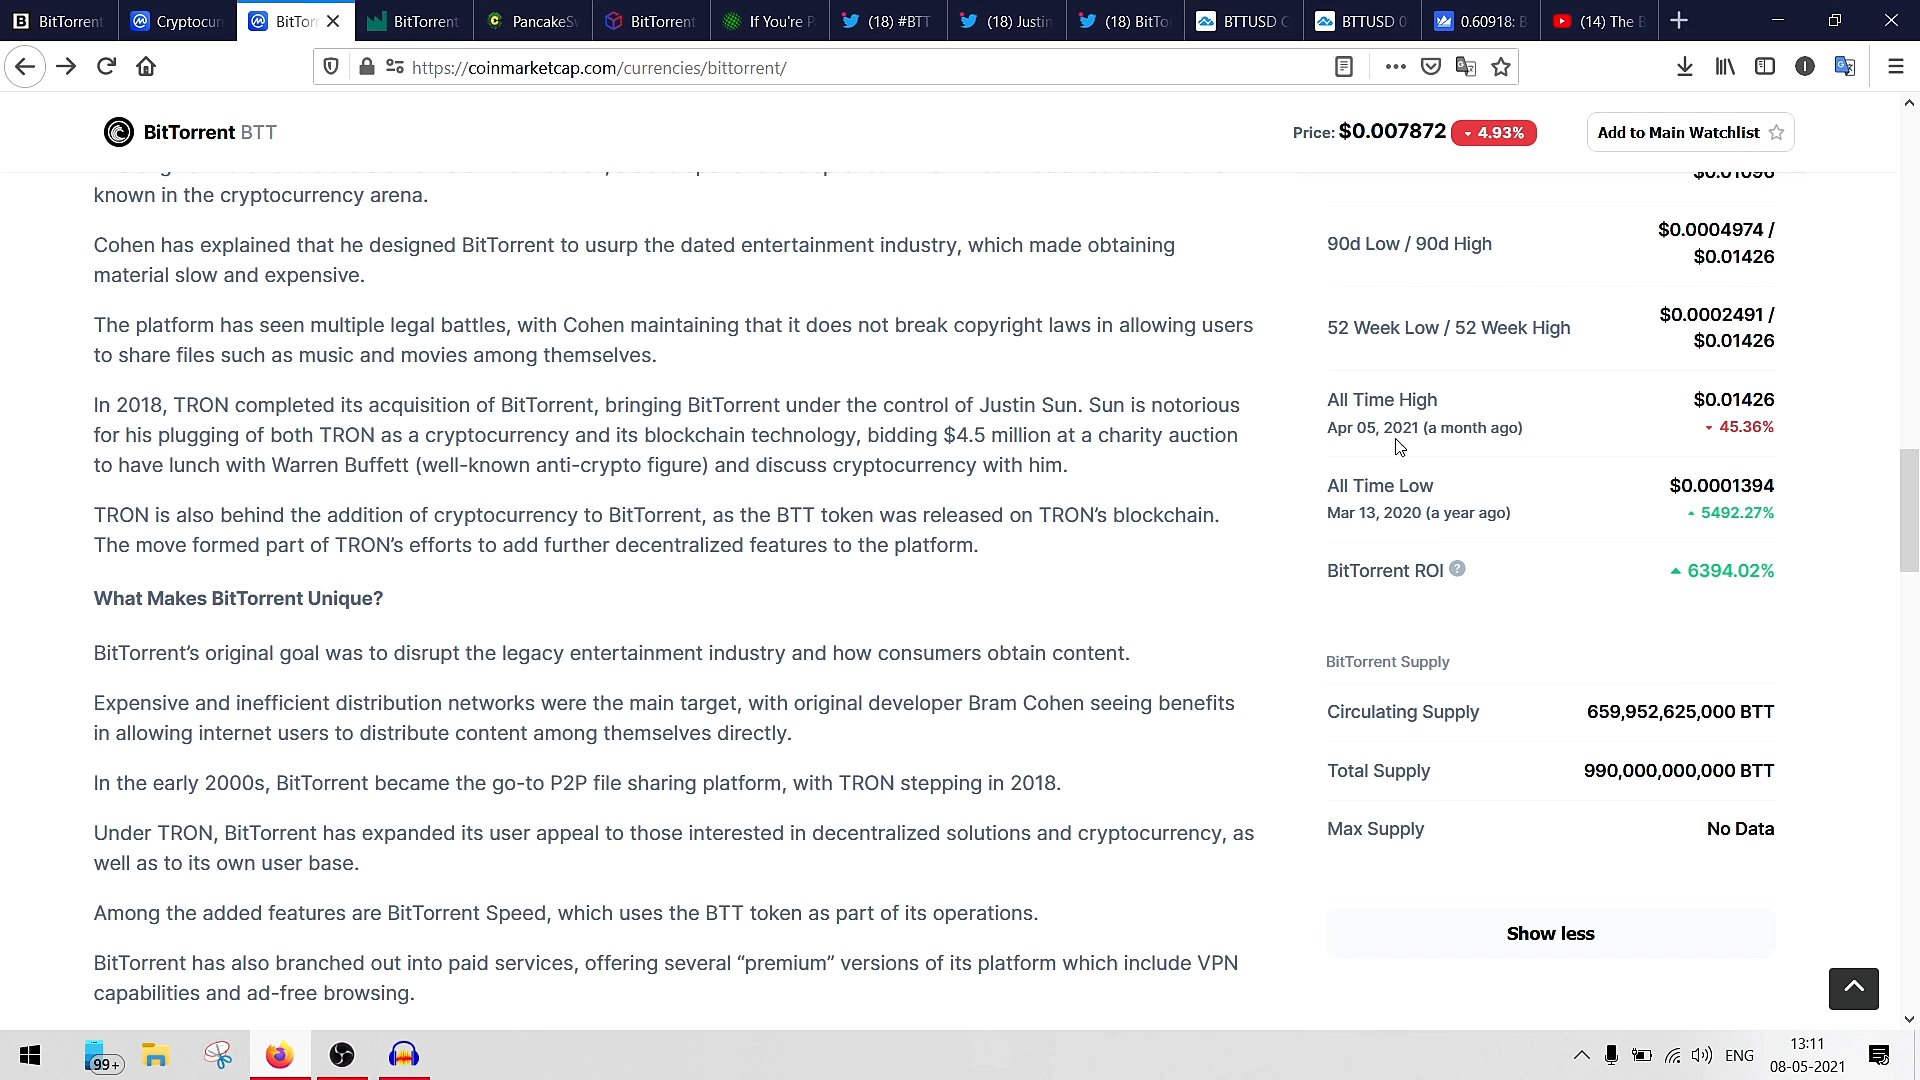 BitTorrent
Cryptocur
BitTor
BitTorrent
PancakeSv
BitTorrent
If You're P
(18) #BTT
(18) Justin
(18) BitTo
BTTUSD
BTTUSD 0
0.60918: B
(14) The B
https://coinmarketcap.com/currencies/bittorrent/
BitTorrent BTT
Price: $0.007872 4.93%
Add to Main Watchlist
known in the cryptocurrency arena.
Cohen has explained that he designed BitTorrent to usurp the dated entertainment industry, which made obtaining
material slow and expensive.
The platform has seen multiple legal battles, with Cohen maintaining that it does not break copyright laws in allowing users
to share files such as music and movies among themselves.
In 2018, TRON completed its acquisition of BitTorrent, bringing BitTorrent under the control of Justin Sun. Sun is notorious
for his plugging of both TRON as a cryptocurrency and its blockchain technology, bidding $4.5 million at a charity auction
to have lunch with Warren Buffett (well-known anti-crypto figure) and discuss cryptocurrency with him.
TRON is also behind the addition of cryptocurrency to BitTorrent, as the BTT token was released on TRON's blockchain.
The move formed part of TRON's efforts to add further decentralized features to the platform.
What Makes BitTorrent Unique?
BitTorrent's original goal was to disrupt the legacy entertainment industry and how consumers obtain content.
Expensive and inefficient distribution networks were the main target, with original developer Bram Cohen seeing benefits
in allowing internet users to distribute content among themselves directly.
In the early 2000s, BitTorrent became the go-to P2P file sharing platform, with TRON stepping in 2018.
Under TRON, BitTorrent has expanded its user appeal to those interested in decentralized solutions and cryptocurrency, as
well as to its own user base.
Among the added features are BitTorrent Speed, which uses the BTT token as part of its operations.
BitTorrent has also branched out into paid services, offering several “premium” versions of its platform which include VPN
capabilities and ad-free browsing.
$0.01096
90d Low / 90d High
$0.0004974 /
$0.01426
52 Week Low / 52 Week High
$0.0002491 /
$0.01426
All Time High
$0.01426
Apr 05, 2021 (a month ago)
45.36%
All Time Low
$0.0001394
Mar 13, 2020 (a year ago)
5492.27%
BitTorrent ROI ?
6394.02%
BitTorrent Supply
Circulating Supply
659,952,625,000 BTT
Total Supply
990,000,000,000 BTT
Max Supply
No Data
Show less
99+
ENG
13:11
08-05-2021